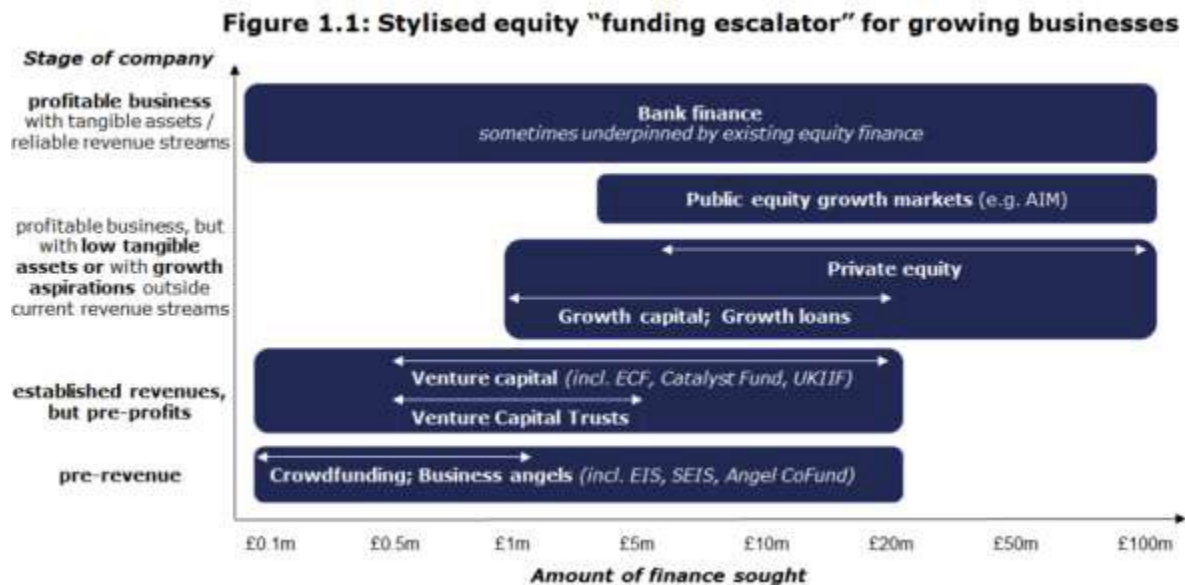 Figure 1.1: Stylised equity “funding escalator” for growing businesses
Stage of company
profitable business
with tangible assets /
reliable revenue streams
Bank finance
sometimes underpinned by existing equity finance
Public equity growth markets (e.g. AIM)
profitable business, but
with low tangible
assets or with growth
aspirations outside
current revenue streams
Private equity
Growth capital; Growth loans
established revenues,
but pre-profits
Venture capital (incl. ECF, Catalyst Fund, UKIIF)
Venture Capital Trusts
pre-revenue
Crowdfunding; Business angels (incl. EIS, SEIS, Angel CoFund)
£0.1m £0.5m £1m £5m £10m £20m £50m £100m
Amount of finance sought